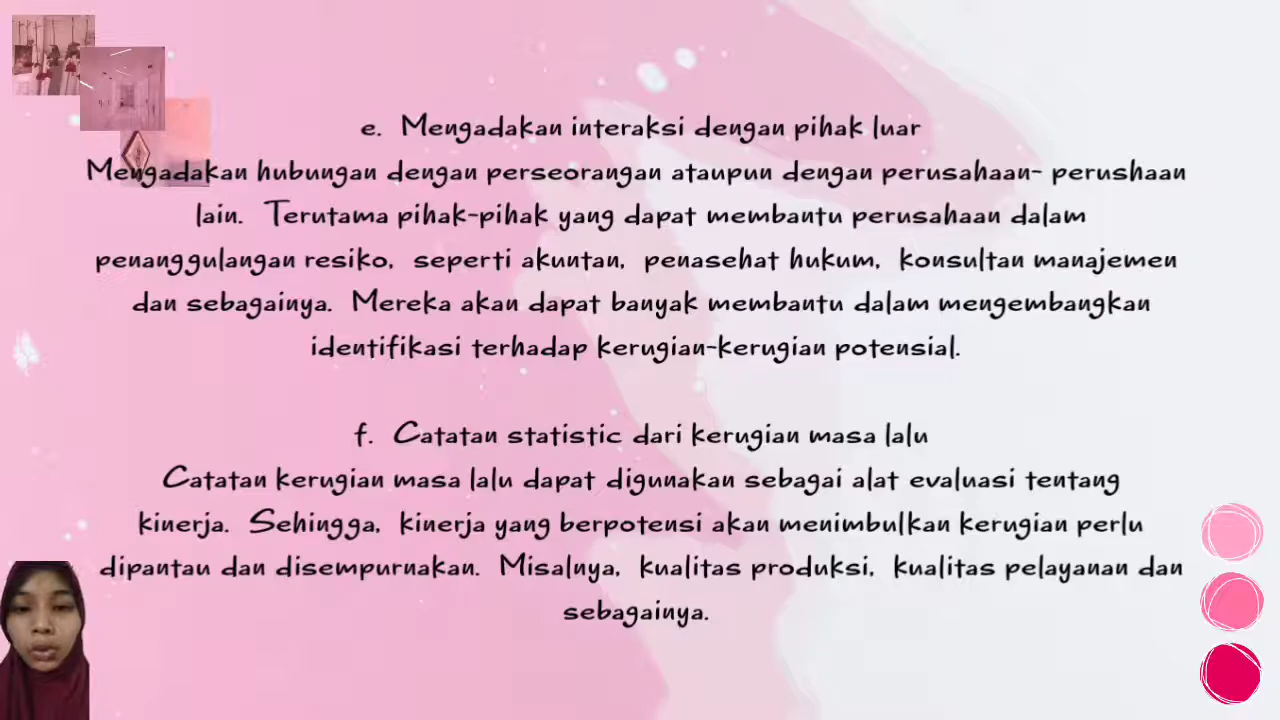 e. Mengadakan interaksi dengan pihak luar
Mengadakan hubungan dengan perseorangan ataupun dengan perusahaan- perushaan
lain. Terutama pihak-pihak yang dapat membantu perusahaan dalam
penanggulangan resiko, seperti akuntan, penasehat hukum, konsultan manajemen
dan sebagainya. Mereka akan dapat banyak membantu dalam mengembangkan
identifikasi terhadap kerugian-kerugian potensial.
f. Catatan statistic dari kerugian masa lalu
Catatan kerugian masa lalu dapat digunakan sebagai alat evaluasi tentang
kinerja. Sehingga, kinerja yang berpotensi akan menimbulkan kerugian perlu
dipantau dan disempurnakan. Misalnya, kualitas produksi, kualitas pelayanan dan
sebagainya.